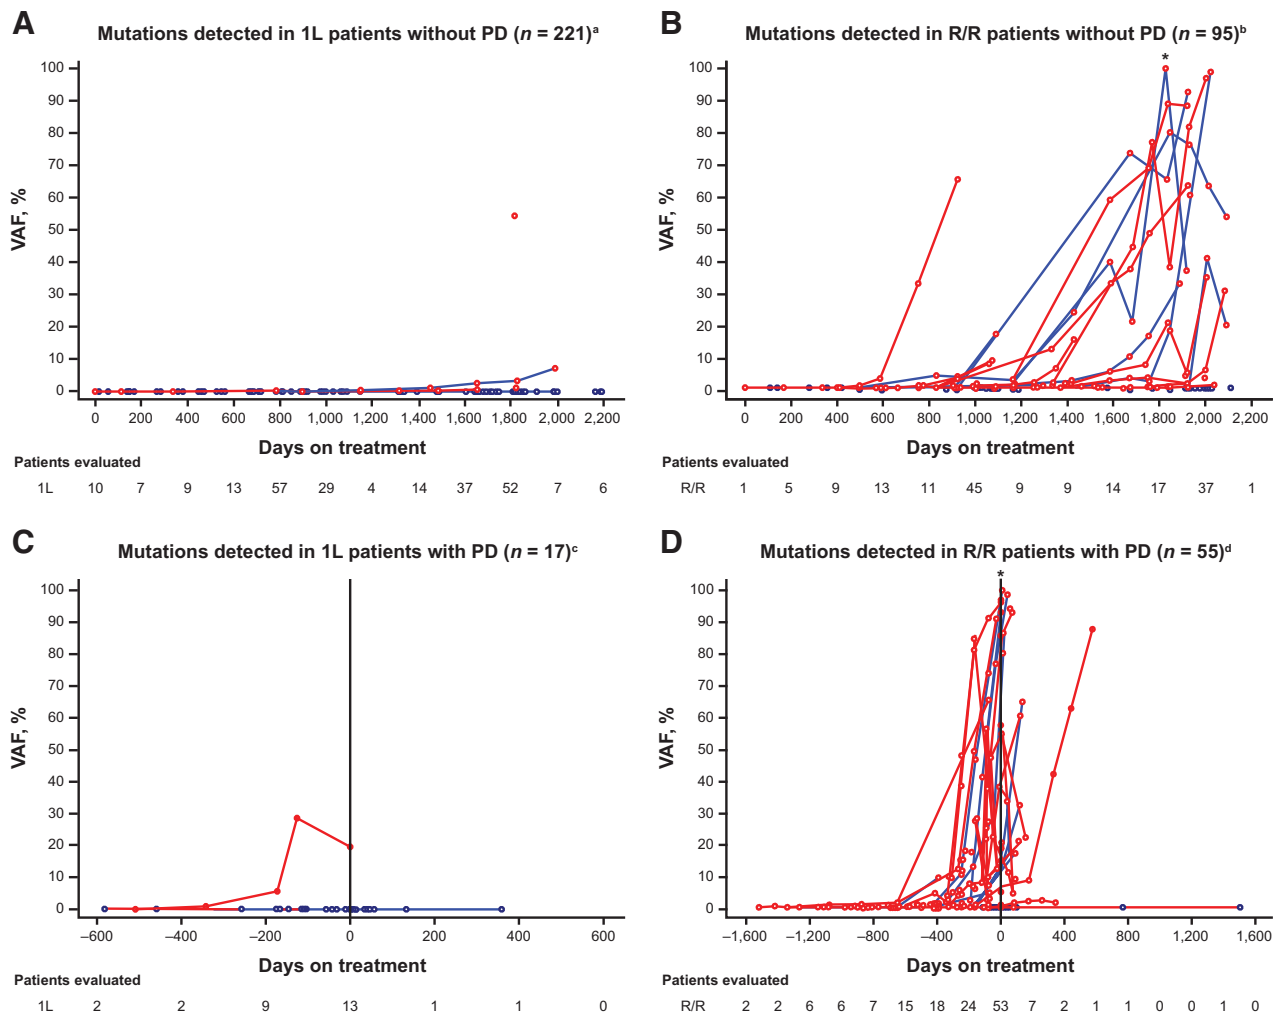 A
Mutations detected in 1L patients without PD (n = 221)a
100
90
80
70
60
50
40
30
20
10
0
VAF, %
0 200 400 600 800 1,000 1,200 1,400 1,600 1,800 2,000 2,200
Days on treatment
Patients evaluated
1L 10 7 9 13 57 29 4 14 37 52 7 6
B
Mutations detected in R/R patients without PD (n = 95)b
*
100
90
80
70
60
50
40
30
20
10
0
VAF, %
0 200 400 600 800 1,000 1,200 1,400 1,600 1,800 2,000 2,200
Days on treatment
Patients evaluated
R/R 1 5 9 13 11 45 9 9 14 17 37 1
C
Mutations detected in 1L patients with PD (n = 17)c
100
90
80
70
60
50
40
30
20
10
0
VAF, %
–600 –400 –200 0 200 400 600
Days on treatment
Patients evaluated
1L 2 2 9 13 1 1 0
D
Mutations detected in R/R patients with PD (n = 55)d
*
100
90
80
70
60
50
40
30
20
10
0
VAF, %
–1,600 –1,200 –800 –400 0 400 800 1,200 1,600
Days on treatment
Patients evaluated
R/R 2 2 6 6 7 15 18 24 53 7 2 1 1 0 0 1 0